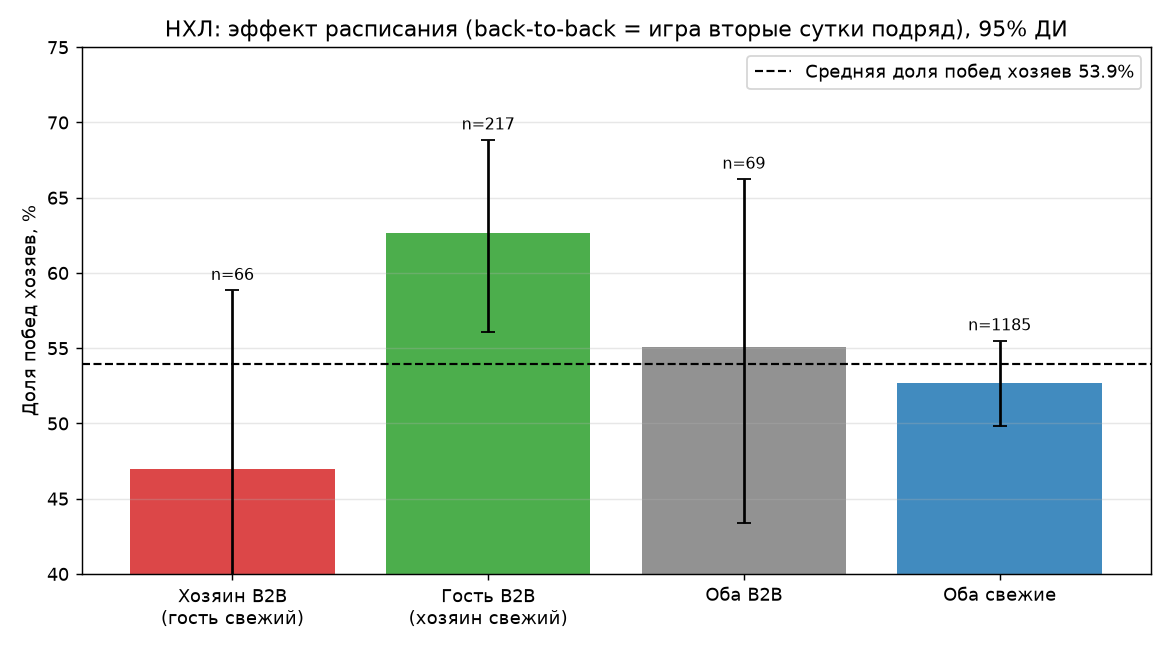 НХЛ: эффект расписания (back-to-back = игра вторые сутки подряд), 95% ДИ
Средняя доля побед хозяев 53.9%
Доля побед хозяев, %
75
70
65
60
55
50
45
40
n=66
n=217
n=69
n=1185
Хозяин B2B
(гость свежий)
Гость B2B
(хозяин свежий)
Оба B2B
Оба свежие